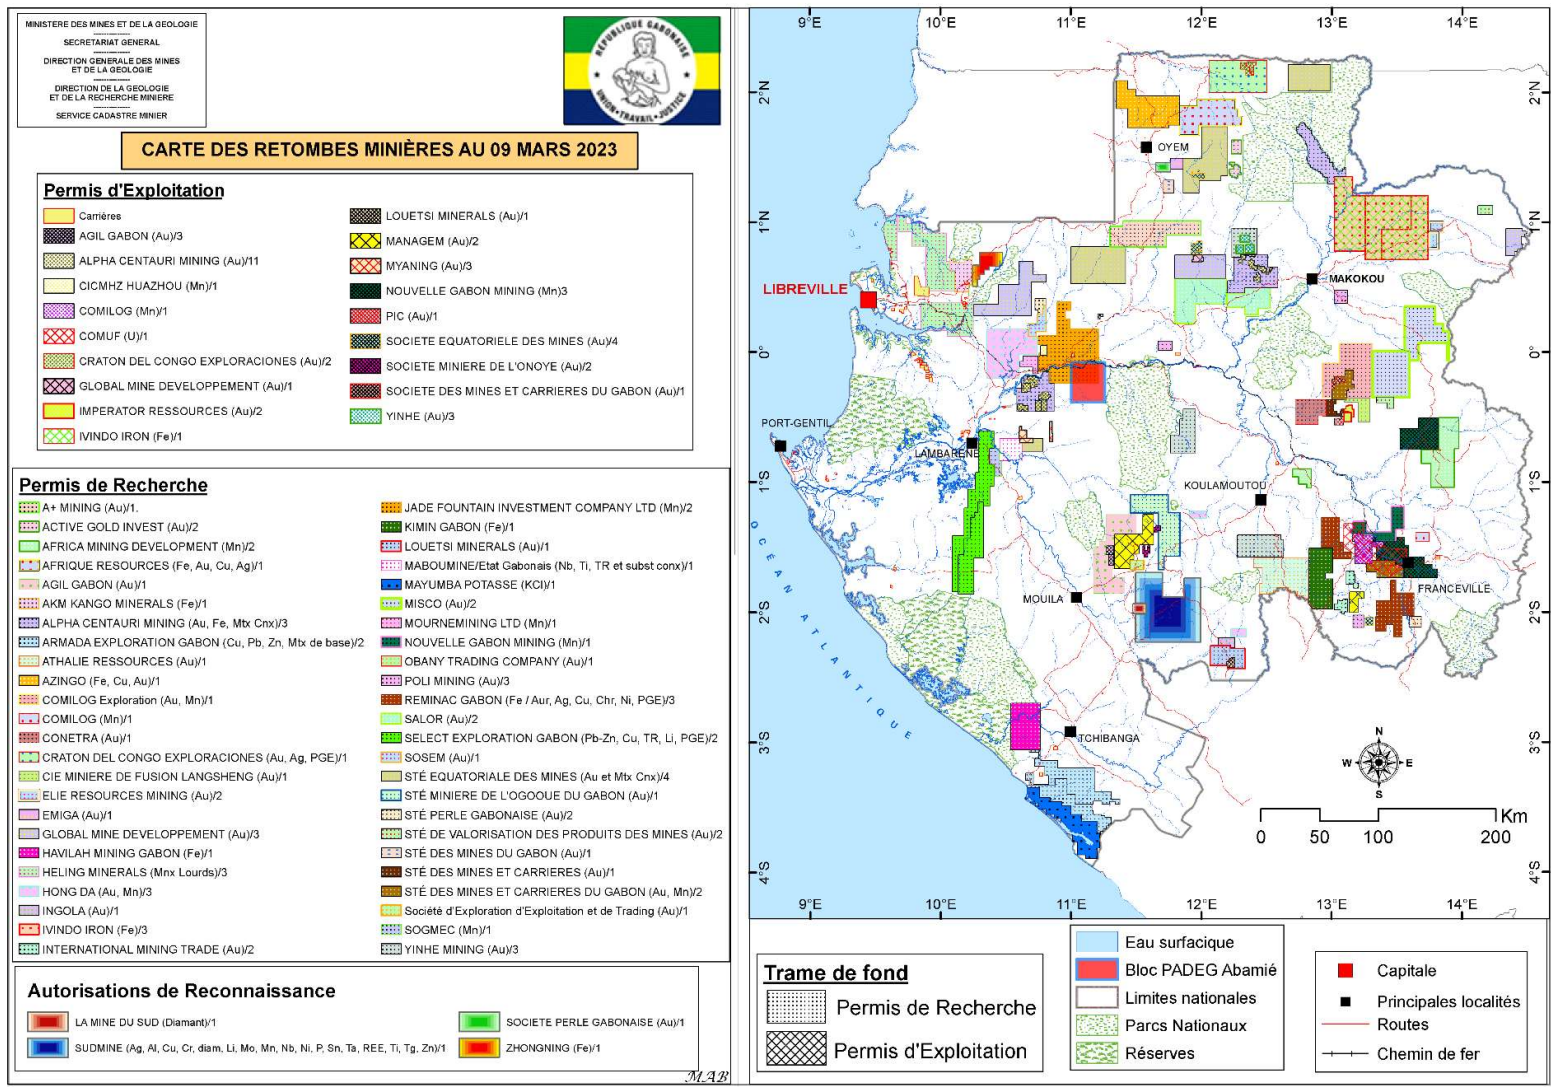 MINISTERE DES MINES ET DE LA GEOLOGIE
SECRETARIAT GENERAL
DIRECTION GENERALE DES MINES
ET DE LA GEOLOGIE
DIRECTION DE LA GEOLOGIE
ET DE LA RECHERCHE MINIERE
SERVICE CADASTRE MINIER
REPUBLIQUE GABONAISE
UNION•TRAVAIL•JUSTICE
CARTE DES RETOMBES MINIÈRES AU 09 MARS 2023
Permis d'Exploitation
Carrières
AGIL GABON (Au)/3
ALPHA CENTAURI MINING (Au)/11
CICMHZ HUAZHOU (Mn)/1
COMILOG (Mn)/1
COMUF (U)/1
CRATON DEL CONGO EXPLORACIONES (Au)/2
GLOBAL MINE DEVELOPPEMENT (Au)/1
IMPERATOR RESSOURCES (Au)/2
IVINDO IRON (Fe)/1
LOUETSI MINERALS (Au)/1
MANAGEM (Au)/2
MYANING (Au)/3
NOUVELLE GABON MINING (Mn)3
PIC (Au)/1
SOCIETE EQUATORIELE DES MINES (Au)/4
SOCIETE MINIERE DE L'ONOYE (Au)/2
SOCIETE DES MINES ET CARRIERES DU GABON (Au)/1
YINHE (Au)/3
Permis de Recherche
A+ MINING (Au)/1.
ACTIVE GOLD INVEST (Au)/2
AFRICA MINING DEVELOPMENT (Mn)/2
AFRIQUE RESOURCES (Fe, Au, Cu, Ag)/1
AGIL GABON (Au)/1
AKM KANGO MINERALS (Fe)/1
ALPHA CENTAURI MINING (Au, Fe, Mtx Cnx)/3
ARMADA EXPLORATION GABON (Cu, Pb, Zn, Mtx de base)/2
ATHALIE RESSOURCES (Au)/1
AZINGO (Fe, Cu, Au)/1
COMILOG Exploration (Au, Mn)/1
COMILOG (Mn)/1
CONETRA (Au)/1
CRATON DEL CONGO EXPLORACIONES (Au, Ag, PGE)/1
CIE MINIERE DE FUSION LANGSHENG (Au)/1
ELIE RESOURCES MINING (Au)/2
EMIGA (Au)/1
GLOBAL MINE DEVELOPPEMENT (Au)/3
HAVILAH MINING GABON (Fe)/1
HELING MINERALS (Mnx Lourds)/3
HONG DA (Au, Mn)/3
INGOLA (Au)/1
IVINDO IRON (Fe)/3
INTERNATIONAL MINING TRADE (Au)/2
JADE FOUNTAIN INVESTMENT COMPANY LTD (Mn)/2
KIMIN GABON (Fe)/1
LOUETSI MINERALS (Au)/1
MABOUMINE/Etat Gabonais (Nb, Ti, TR et subst conx)/1
MAYUMBA POTASSE (KCl)/1
MISCO (Au)/2
MOURNEMINING LTD (Mn)/1
NOUVELLE GABON MINING (Mn)/1
OBANY TRADING COMPANY (Au)/1
POLI MINING (Au)/3
REMINAC GABON (Fe / Aur, Ag, Cu, Chr, Ni, PGE)/3
SALOR (Au)/2
SELECT EXPLORATION GABON (Pb-Zn, Cu, TR, Li, PGE)/2
SOSEM (Au)/1
STÉ EQUATORIALE DES MINES (Au et Mtx Cnx)/4
STÉ MINIERE DE L'OGOOUE DU GABON (Au)/1
STÉ PERLE GABONAISE (Au)/2
STÉ DE VALORISATION DES PRODUITS DES MINES (Au)/2
STÉ DES MINES DU GABON (Au)/1
STÉ DES MINES ET CARRIERES (Au)/1
STÉ DES MINES ET CARRIERES DU GABON (Au, Mn)/2
Société d'Exploration d'Exploitation et de Trading (Au)/1
SOGMEC (Mn)/1
YINHE MINING (Au)/3
Autorisations de Reconnaissance
LA MINE DU SUD (Diamant)/1
SUDMINE (Ag, Al, Cu, Cr, diam, Li, Mo, Mn, Nb, Ni, P, Sn, Ta, REE, Ti, Tg, Zn)/1
SOCIETE PERLE GABONAISE (Au)/1
ZHONGNING (Fe)/1
MAB
9°E 10°E 11°E 12°E 13°E 14°E
2°N 2°N
OYEM
1°N 1°N
LIBREVILLE
MAKOKOU
0° 0°
PORT-GENTIL
LAMBARENE
1°S 1°S
KOULAMOUTOU
OCÉAN ATLANTIQUE
FRANCEVILLE
MOUILA
2°S 2°S
TCHIBANGA
3°S 3°S
N
W E
S
Km
0 50 100 200
4°S 4°S
9°E 10°E 11°E 12°E 13°E 14°E
Trame de fond
Permis de Recherche
Permis d'Exploitation
Eau surfacique
Bloc PADEG Abamié
Limites nationales
Parcs Nationaux
Réserves
Capitale
Principales localités
Routes
Chemin de fer